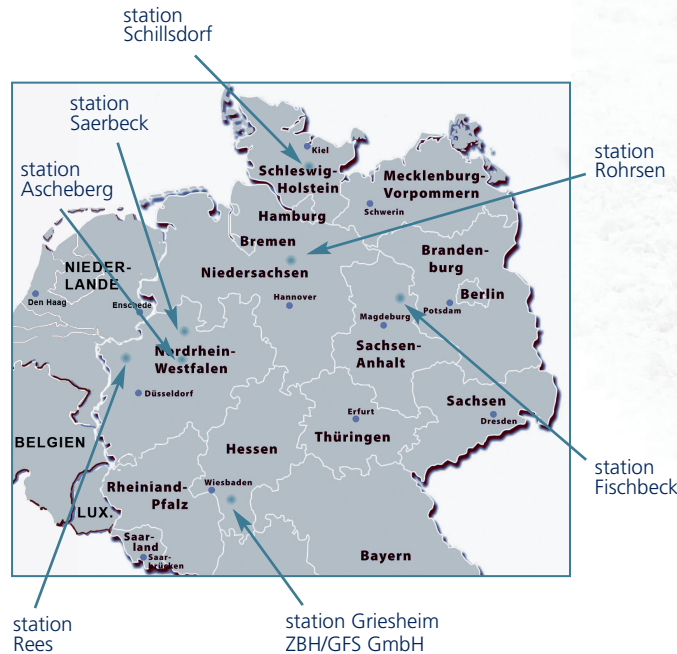 station
Schillsdorf
station
Saerbeck
station
Ascheberg
station
Rohrsen
Kiel
Schleswig-
Holstein
Mecklenburg-
Vorpommern
Schwerin
Hamburg
Bremen
Niedersachsen
Hannover
Branden-
burg
Berlin
Potsdam
Magdeburg
Sachsen-
Anhalt
NIEDER-
LANDE
Den Haag
Enschede
Nordrhein-
Westfalen
Düsseldorf
Sachsen
Dresden
Erfurt
Thüringen
Hessen
BELGIEN
Rheinland-
Pfalz
Wiesbaden
LUX.
Saar-
land
Saar-
brücken
Bayern
station
Fischbeck
station
Rees
station Griesheim
ZBH/GFS GmbH